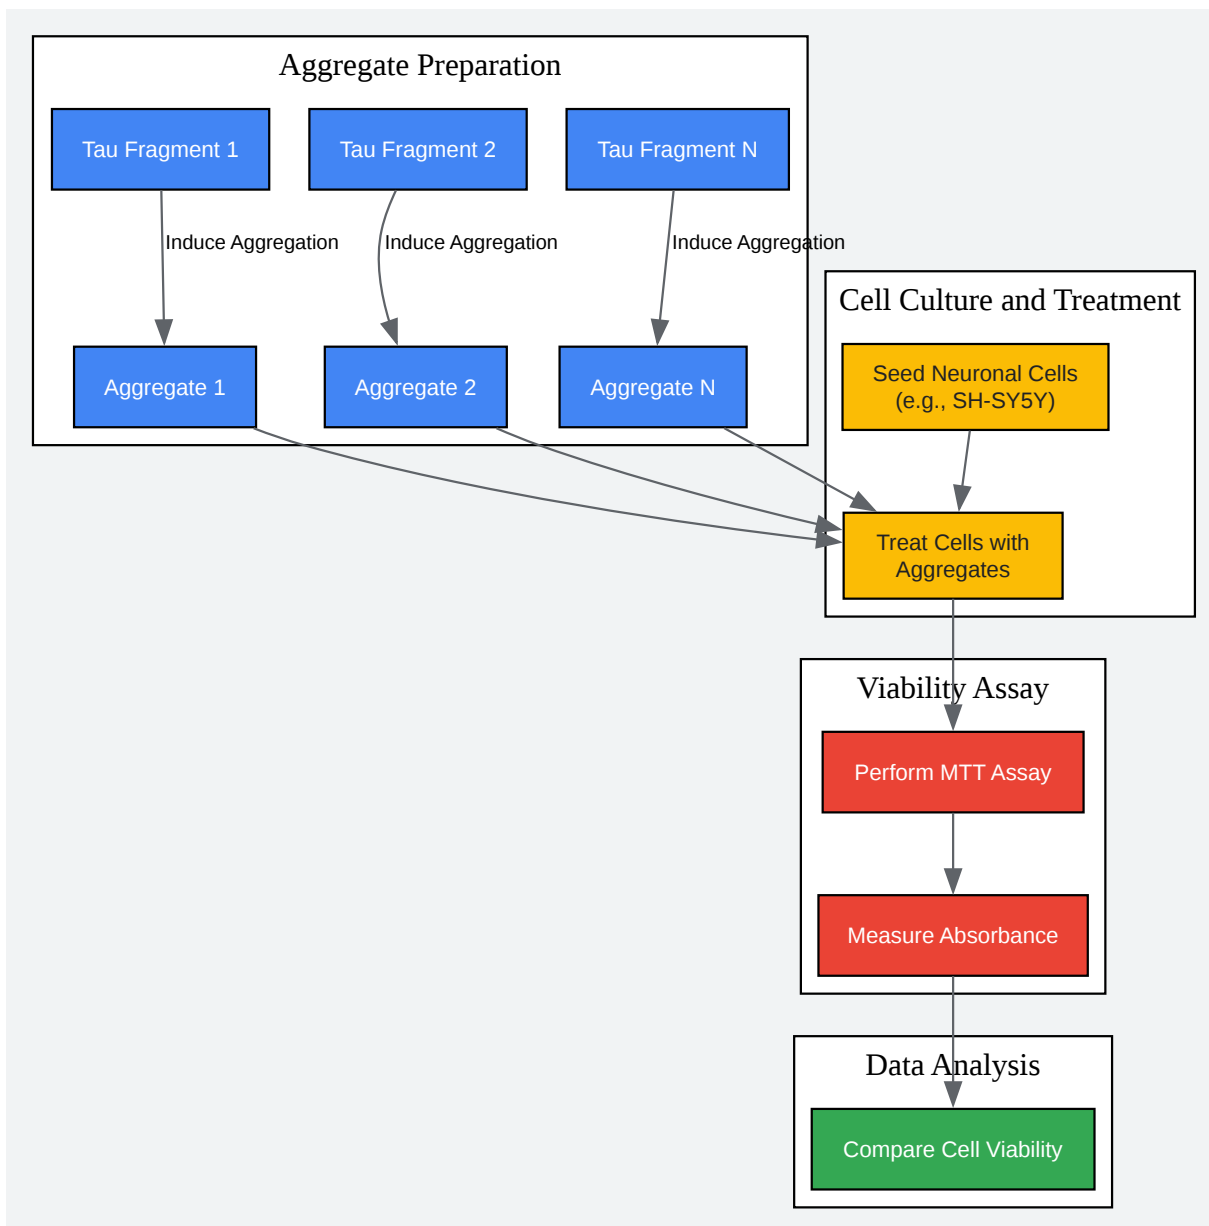 Aggregate Preparation
Tau Fragment 1
Tau Fragment 2
Tau Fragment N
Induce Aggregation
Induce Aggregation
Induce Aggregation
Aggregate 1
Aggregate 2
Aggregate N
Cell Culture and Treatment
Seed Neuronal Cells
(e.g., SH-SY5Y)
Treat Cells with
Aggregates
Viability Assay
Perform MTT Assay
Measure Absorbance
Data Analysis
Compare Cell Viability